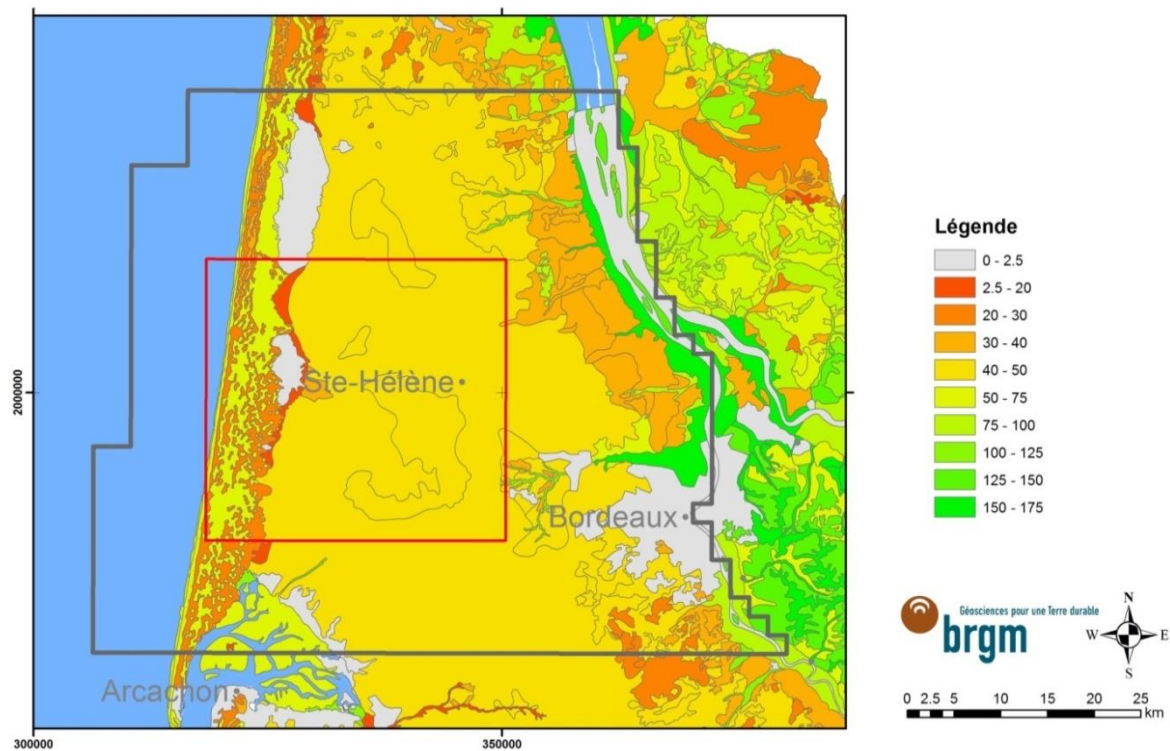 2000000
Ste-Hélène
Bordeaux
Arcachon
300000
350000
Légende
0 - 2.5
2.5 - 20
20 - 30
30 - 40
40 - 50
50 - 75
75 - 100
100 - 125
125 - 150
150 - 175
Géosciences pour une Terre durable
brgm
N
W E
S
0 2.5 5 10 15 20 25
km